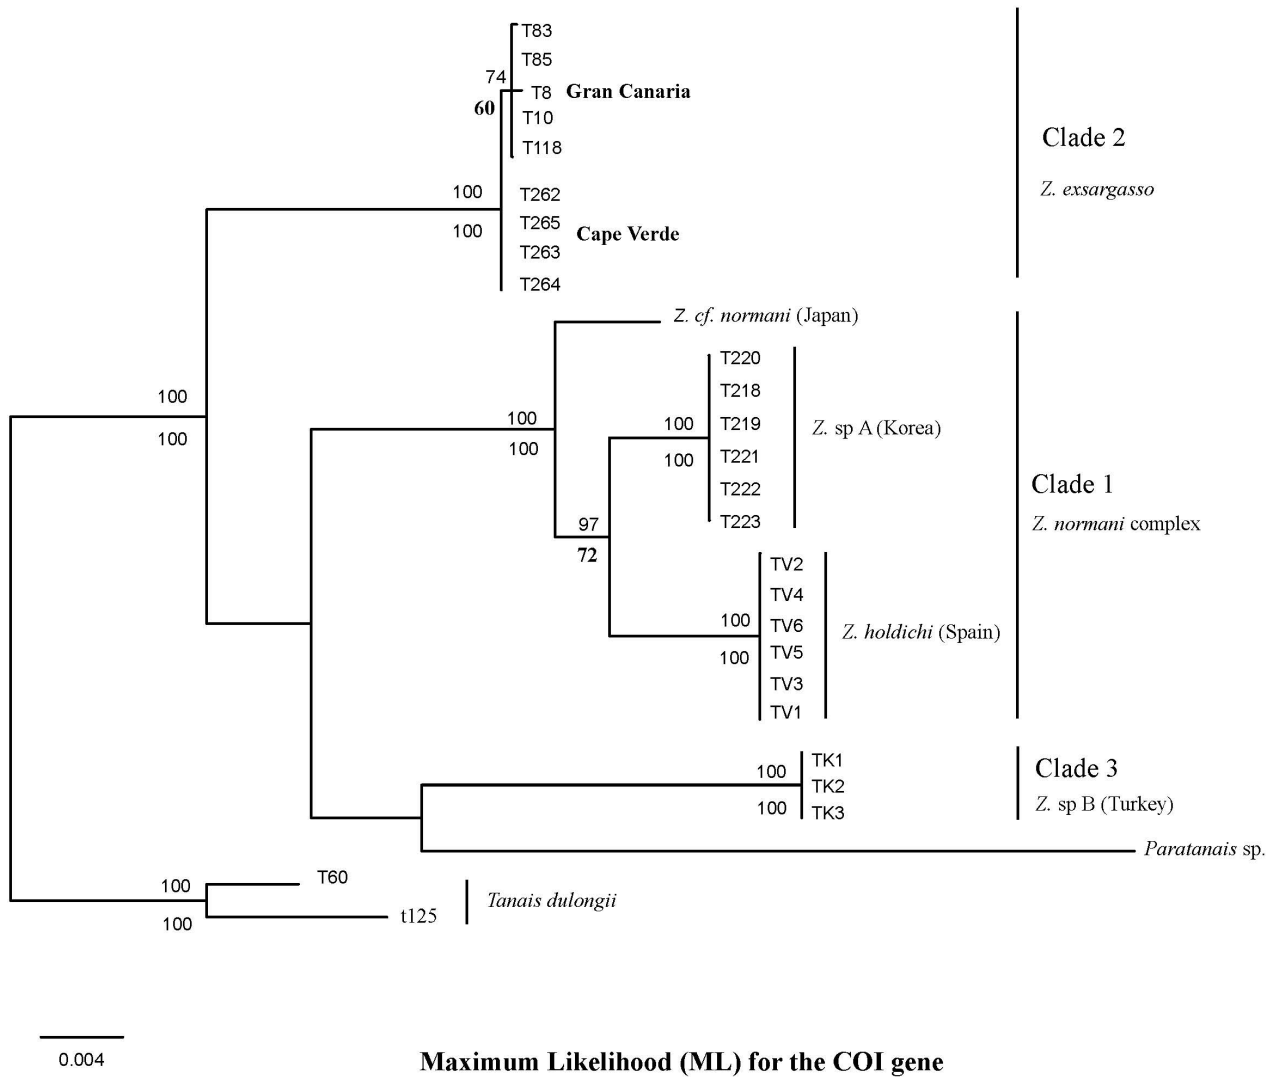 T83
T85
74
T8 Gran Canaria
60
T10
T118
Clade 2
Z. exsargasso
100
T262
100
T265
Cape Verde
T263
T264
Z. cf. normani (Japan)
T220
T218
100
100
T219
Z. sp A (Korea)
100
T221
100
T222
T223
97
72
Clade 1
Z. normani complex
100
100
TV2
TV4
100
TV6
Z. holdichi (Spain)
100
TV5
TV3
TV1
TK1
100
TK2
100
TK3
Clade 3
Z. sp B (Turkey)
Paratanais sp.
T60
100
Tanais dulongii
100
t125
0.004
Maximum Likelihood (ML) for the COI gene